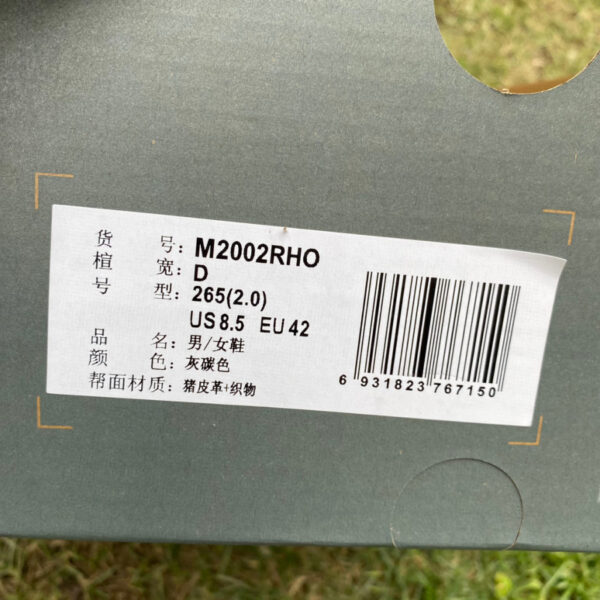 货 号: M2002RHO
楦 宽: D
号 型: 265(2.0)
US 8.5 EU 42
品 名: 男/女鞋
颜 色: 灰碳色
帮面材质: 猪皮革+织物
6 931823 767150